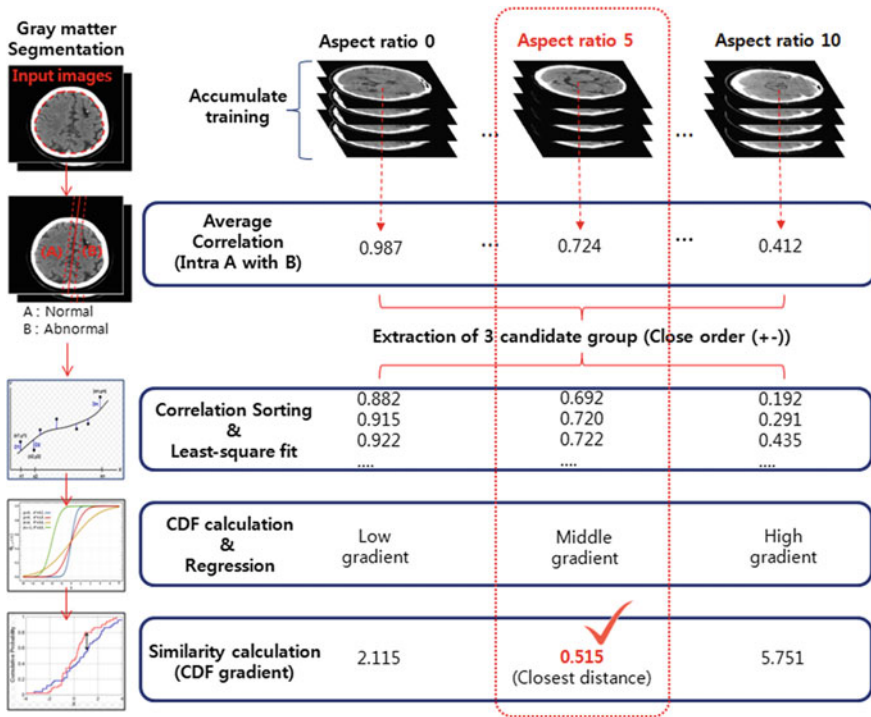 Gray matter
Segmentation
Input images
Aspect ratio 0
Aspect ratio 5
Aspect ratio 10
Accumulate
training
...
...
(A)
(B)
A : Normal
B : Abnormal
Average
Correlation
(Intra A with B)
0.987
...
0.724
...
0.412
Extraction of 3 candidate group (Close order (+-))
Correlation Sorting
&
Least-square fit
0.882
0.915
0.922
....
0.692
0.720
0.722
....
0.192
0.291
0.435
....
CDF calculation
&
Regression
Low
gradient
Middle
gradient
High
gradient
Cumulative Probability
Similarity calculation
(CDF gradient)
2.115
0.515
(Closest distance)
5.751